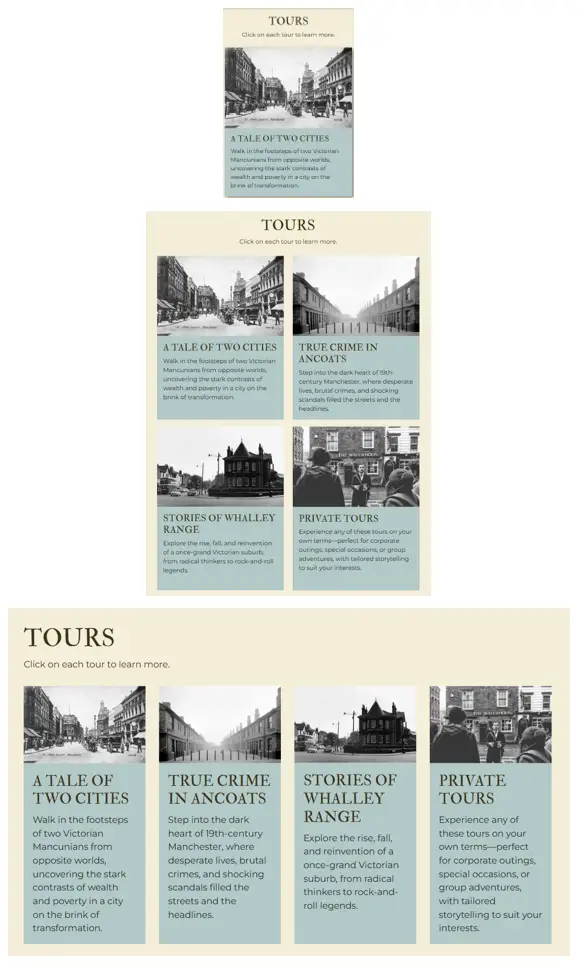 TOURS
Click on each tour to learn more.
A TALE OF TWO CITIES
Walk in the footsteps of two Victorian
Mancunians from opposite worlds,
uncovering the stark contrasts of
wealth and poverty in a city on the
brink of transformation.
TOURS
Click on each tour to learn more.
A TALE OF TWO CITIES
Walk in the footsteps of two Victorian
Mancunians from opposite worlds,
uncovering the stark contrasts of
wealth and poverty in a city on the
brink of transformation.
TRUE CRIME IN
ANCOATS
Step into the dark heart of 19th-
century Manchester, where desperate
lives, brutal crimes, and shocking
scandals filled the streets and the
headlines.
STORIES OF WHALLEY
RANGE
Explore the rise, fall, and reinvention
of a once-grand Victorian suburb,
from radical thinkers to rock-and-roll
legends.
PRIVATE TOURS
Experience any of these tours on your
own terms—perfect for corporate
outings, special occasions, or group
adventures, with tailored storytelling
to suit your interests.
TOURS
Click on each tour to learn more.
A TALE OF
TWO CITIES
Walk in the footsteps
of two Victorian
Mancunians from
opposite worlds,
uncovering the stark
contrasts of wealth
and poverty in a city
on the brink of
transformation.
TRUE CRIME
IN ANCOATS
Step into the dark
heart of 19th-century
Manchester, where
desperate lives, brutal
crimes, and shocking
scandals filled the
streets and the
headlines.
STORIES OF
WHALLEY
RANGE
Explore the rise, fall,
and reinvention of a
once-grand Victorian
suburb, from radical
thinkers to rock-and-
roll legends.
PRIVATE
TOURS
Experience any of
these tours on your
own terms—perfect
for corporate outings,
special occasions, or
group adventures,
with tailored
storytelling to suit your
interests.